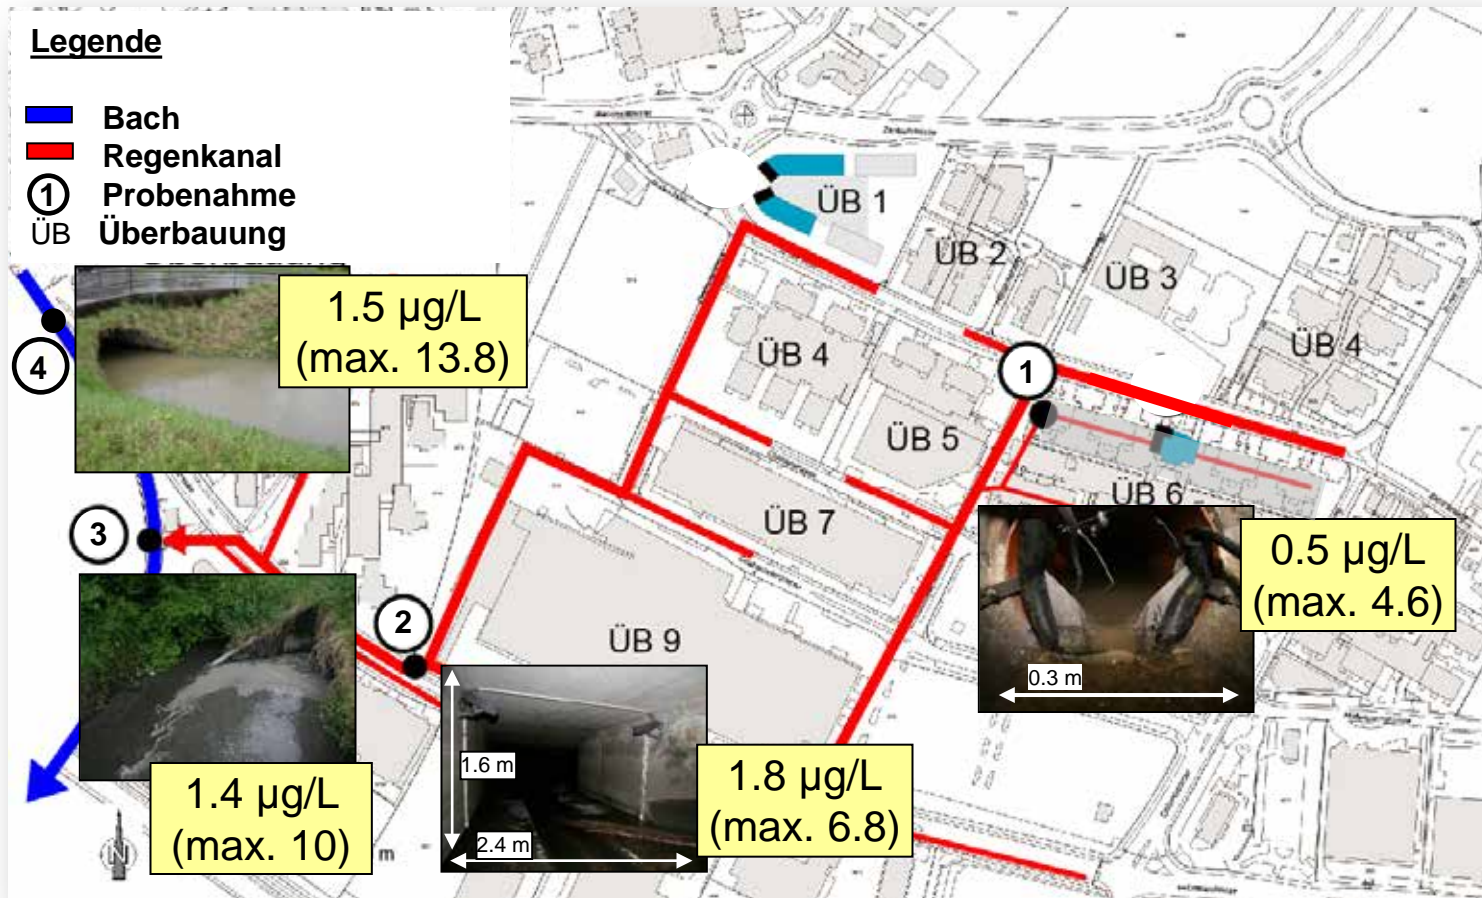 Legende
Bach
Regenkanal
1 Probenahme
ÜB Überbauung
1.5 µg/L
(max. 13.8)
4
3
1.4 µg/L
(max. 10)
N
m
2
1.6 m
2.4 m
1.8 µg/L
(max. 6.8)
ÜB 1
ÜB 2
ÜB 3
ÜB 4
ÜB 4
1
ÜB 5
ÜB 6
ÜB 7
ÜB 9
0.3 m
0.5 µg/L
(max. 4.6)